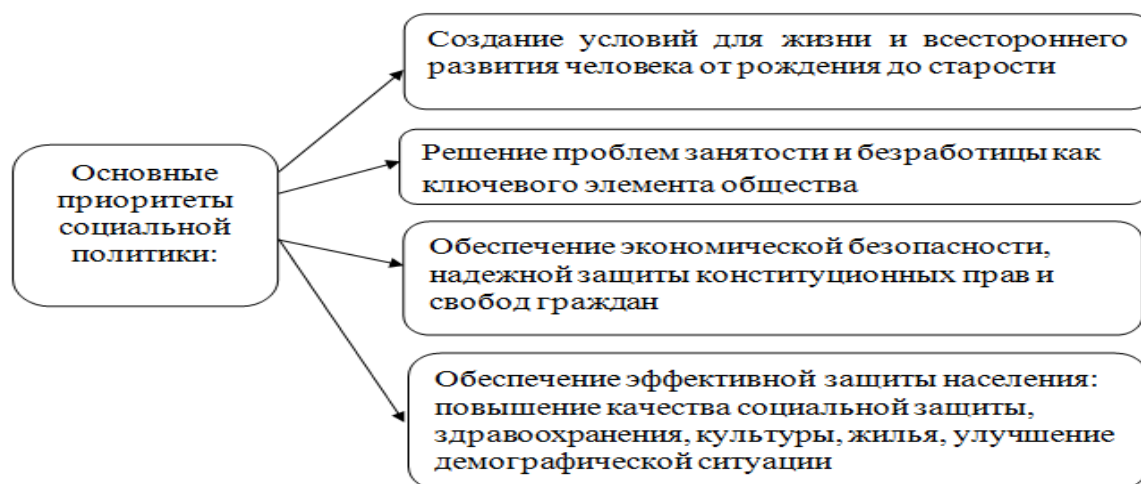 Основные
приоритеты
социальной
политики:
Создание условий для жизни и всестороннего
развития человека от рождения до старости
Решение проблем занятости и безработицы как
ключевого элемента общества
Обеспечение экономической безопасности,
надежной защиты конституционных прав и
свобод граждан
Обеспечение эффективной защиты населения:
повышение качества социальной защиты,
здравоохранения, культуры, жилья, улучшение
демографической ситуации